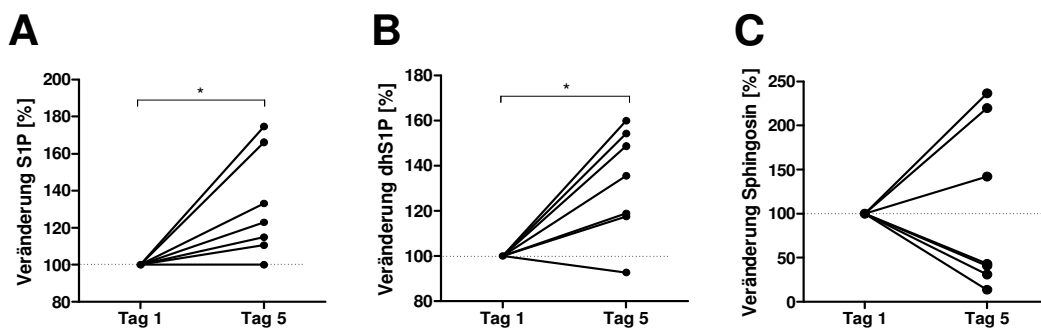 A
Veränderung S1P [%]
200
180
160
140
120
100
80
*
Tag 1 Tag 5
B
Veränderung dhS1P [%]
180
160
140
120
100
80
*
Tag 1 Tag 5
C
Veränderung Sphingosin [%]
250
200
150
100
50
0
Tag 1 Tag 5